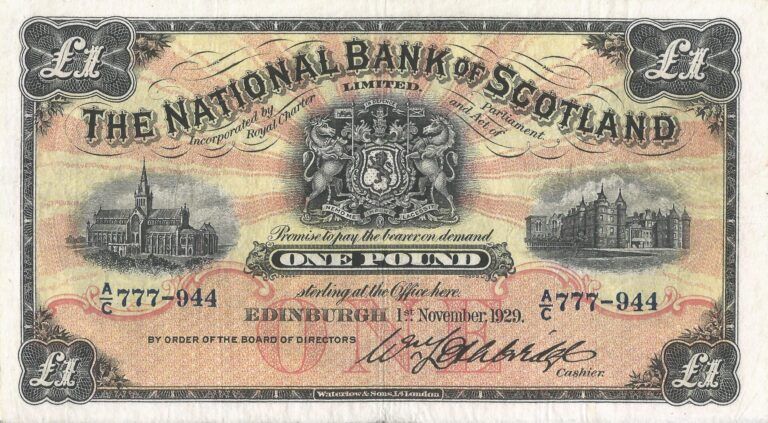 £1 £1
THE NATIONAL BANK OF SCOTLAND
LIMITED
Incorporated by Royal Charter and Act of Parliament
IN DEFENCE
NEMO ME IMPUNE LACESSIT
Promise to pay the bearer on demand
ONE POUND
A/C 777-944 sterling at the Office here. A/C 777-944
EDINBURGH 1st November, 1929.
ONE
BY ORDER OF THE BOARD OF DIRECTORS
Cashier.
£1 £1
Waterlow & Sons, Ld London